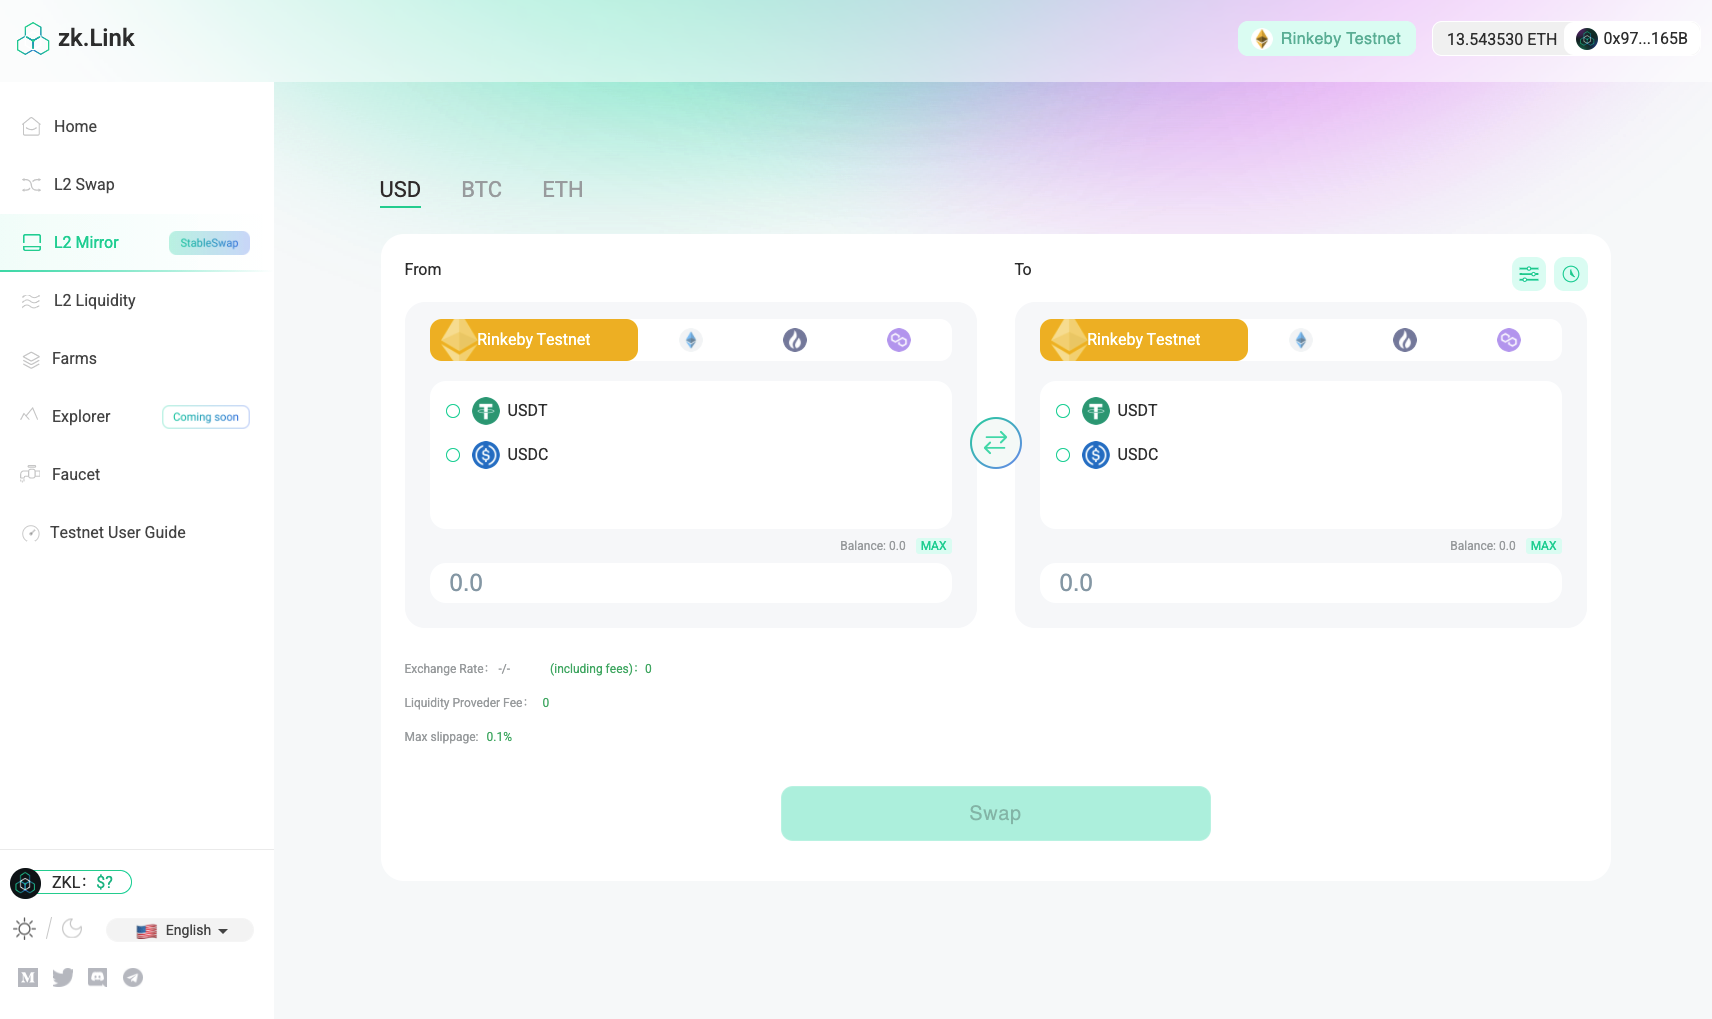 zk.Link
Rinkeby Testnet
13.543530 ETH
0x97...165B
Home
L2 Swap
L2 Mirror
StableSwap
L2 Liquidity
Farms
Explorer
Coming soon
Faucet
Testnet User Guide
ZKL: $?
English
M
USD BTC ETH
From
Rinkeby Testnet
USDT
USDC
Balance: 0.0 MAX
0.0
To
Rinkeby Testnet
USDT
USDC
Balance: 0.0 MAX
0.0
Exchange Rate: -/- (including fees): 0
Liquidity Proveder Fee: 0
Max slippage: 0.1%
Swap